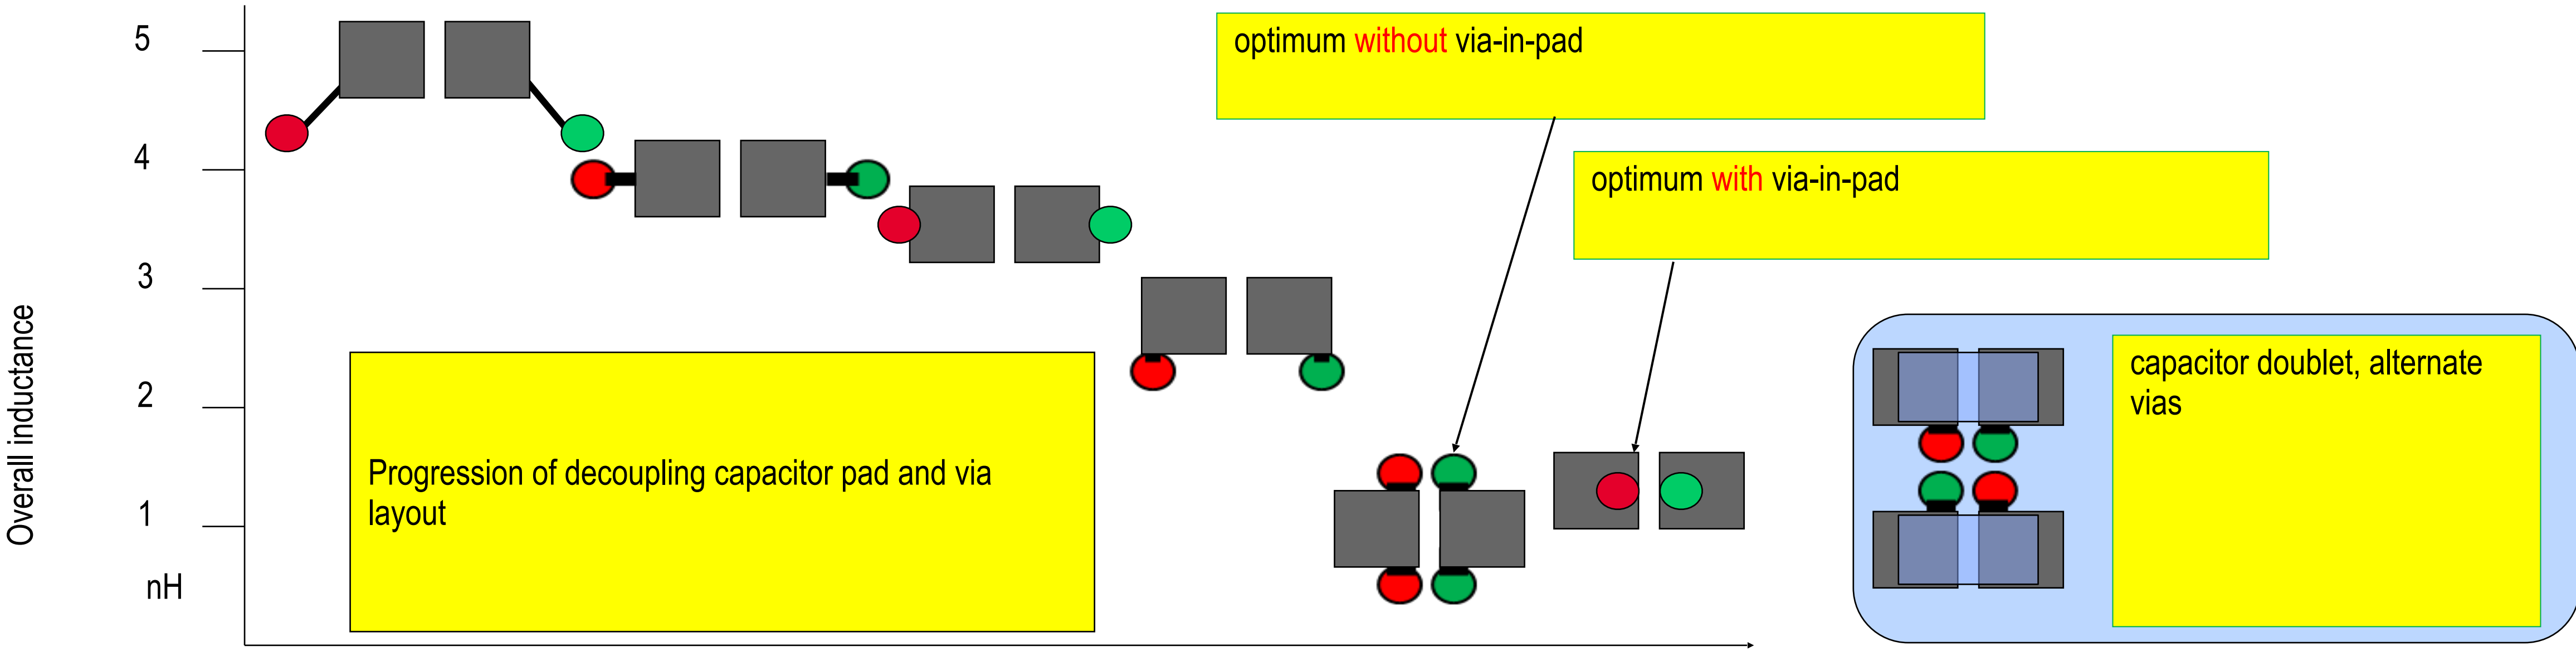 5
4
3
2
1
nH
Overall inductance
optimum without via-in-pad
optimum with via-in-pad
Progression of decoupling capacitor pad and via
layout
capacitor doublet, alternate
vias